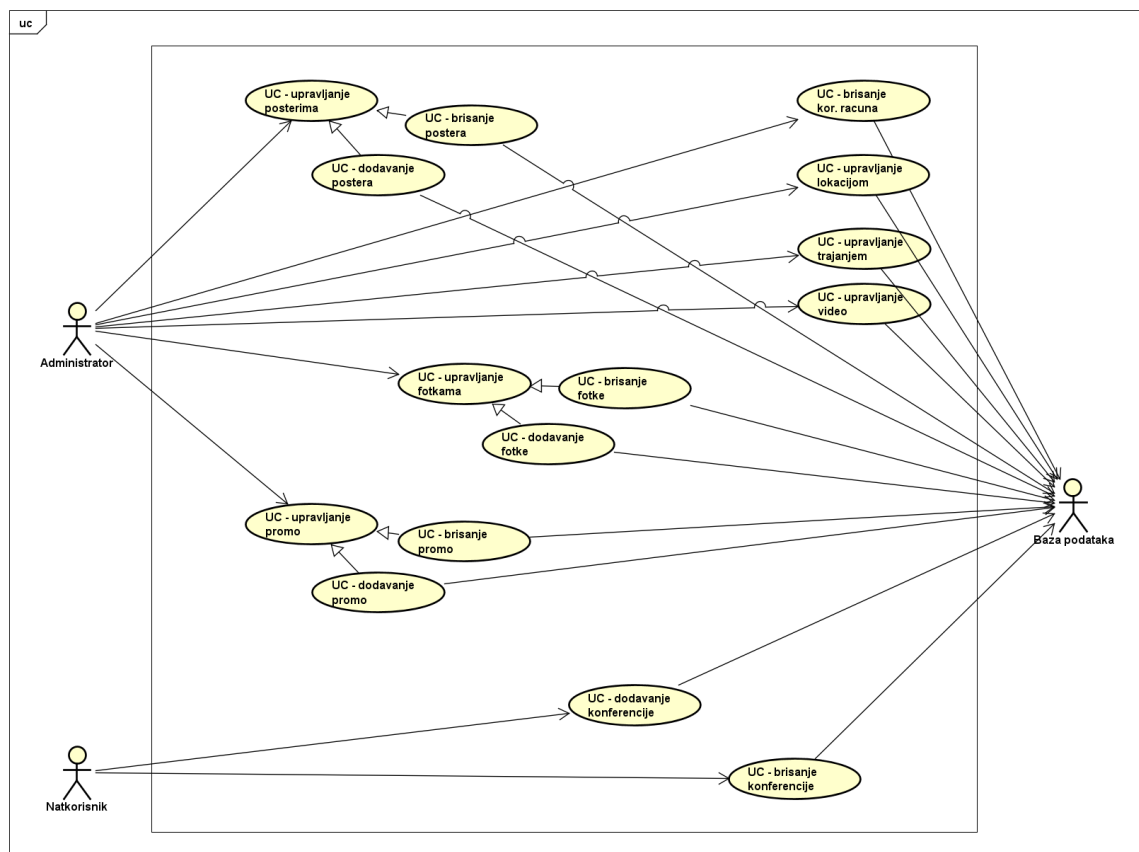 uc
UC - upravljanje
posterima
UC - brisanje
postera
UC - dodavanje
postera
UC - brisanje
kor. racuna
UC - upravljanje
lokacijom
UC - upravljanje
trajanjem
UC - upravljanje
video
Administrator
UC - upravljanje
fotkama
UC - brisanje
fotke
UC - dodavanje
fotke
UC - upravljanje
promo
UC - brisanje
promo
UC - dodavanje
promo
Baza podataka
UC - dodavanje
konferencije
UC - brisanje
konferencije
Natkorisnik